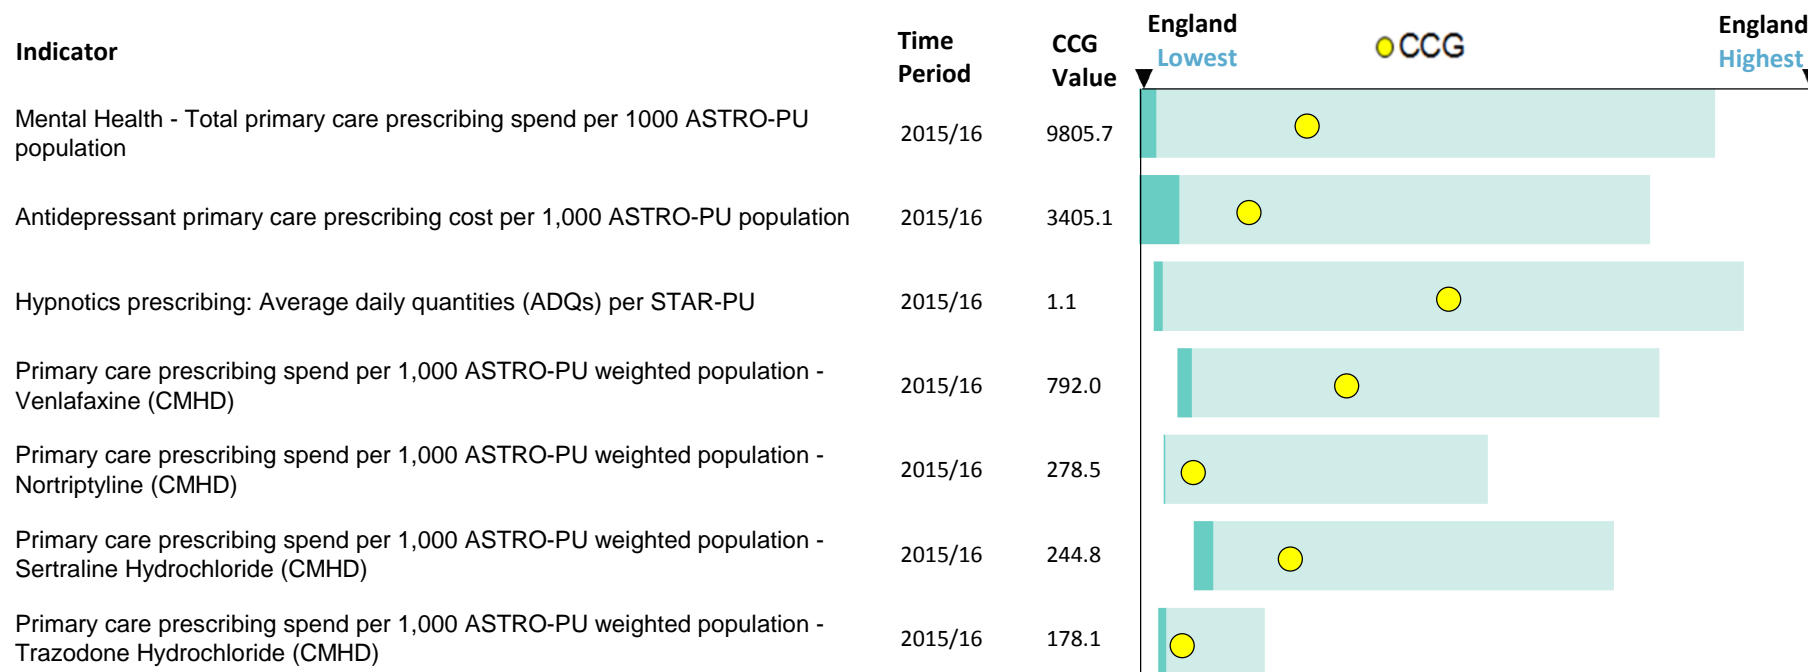 Indicator
Time
Period
CCG
Value
England
Lowest
CCG
England
Highest
Mental Health - Total primary care prescribing spend per 1000 ASTRO-PU
population
2015/16
9805.7
Antidepressant primary care prescribing cost per 1,000 ASTRO-PU population
2015/16
3405.1
Hypnotics prescribing: Average daily quantities (ADQs) per STAR-PU
2015/16
1.1
Primary care prescribing spend per 1,000 ASTRO-PU weighted population -
Venlafaxine (CMHD)
2015/16
792.0
Primary care prescribing spend per 1,000 ASTRO-PU weighted population -
Nortriptyline (CMHD)
2015/16
278.5
Primary care prescribing spend per 1,000 ASTRO-PU weighted population -
Sertraline Hydrochloride (CMHD)
2015/16
244.8
Primary care prescribing spend per 1,000 ASTRO-PU weighted population -
Trazodone Hydrochloride (CMHD)
2015/16
178.1